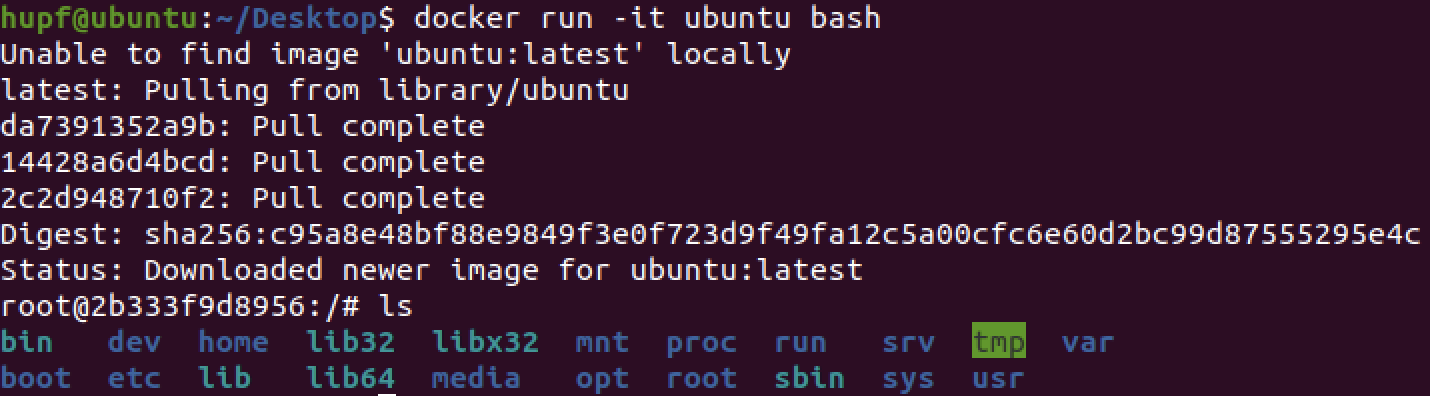 hupf@ubuntu:~/Desktop$ docker run -it ubuntu bash
Unable to find image 'ubuntu:latest' locally
latest: Pulling from library/ubuntu
da7391352a9b: Pull complete
14428a6d4bcd: Pull complete
2c2d948710f2: Pull complete
Digest: sha256:c95a8e48bf88e9849f3e0f723d9f49fa12c5a00cfc6e60d2bc99d87555295e4c
Status: Downloaded newer image for ubuntu:latest
root@2b333f9d8956:/# ls
bin dev home lib32 libx32 mnt proc run srv tmp var
boot etc lib lib64 media opt root sbin sys usr